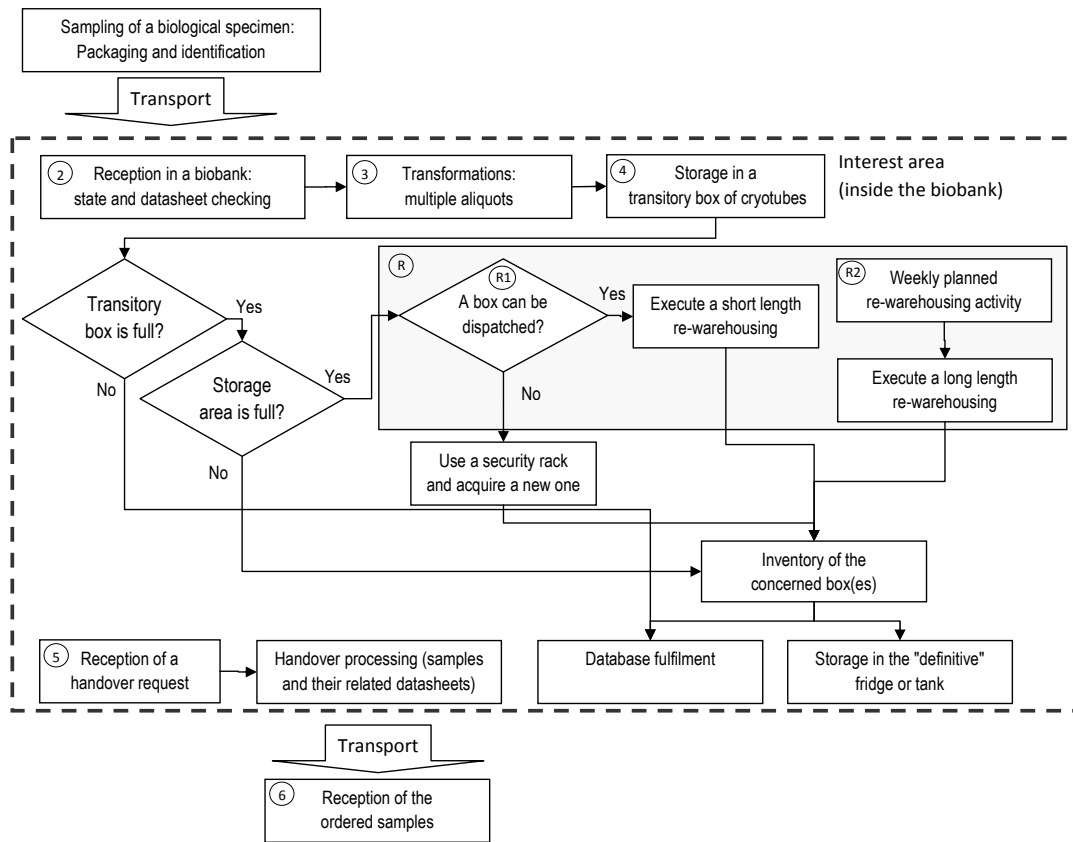 Sampling of a biological specimen:
Packaging and identification
Transport
Interest area
(inside the biobank)
2
Reception in a biobank:
state and datasheet checking
3
Transformations:
multiple aliquots
4
Storage in a
transitory box of cryotubes
Transitory
box is full?
Yes
No
Storage
area is full?
Yes
No
R
R1
A box can be
dispatched?
Yes
No
Execute a short length
re-warehousing
R2
Weekly planned
re-warehousing activity
Execute a long length
re-warehousing
Use a security rack
and acquire a new one
Inventory of the
concerned box(es)
5
Reception of a
handover request
Handover processing (samples
and their related datasheets)
Database fulfilment
Storage in the "definitive"
fridge or tank
Transport
6
Reception of the
ordered samples